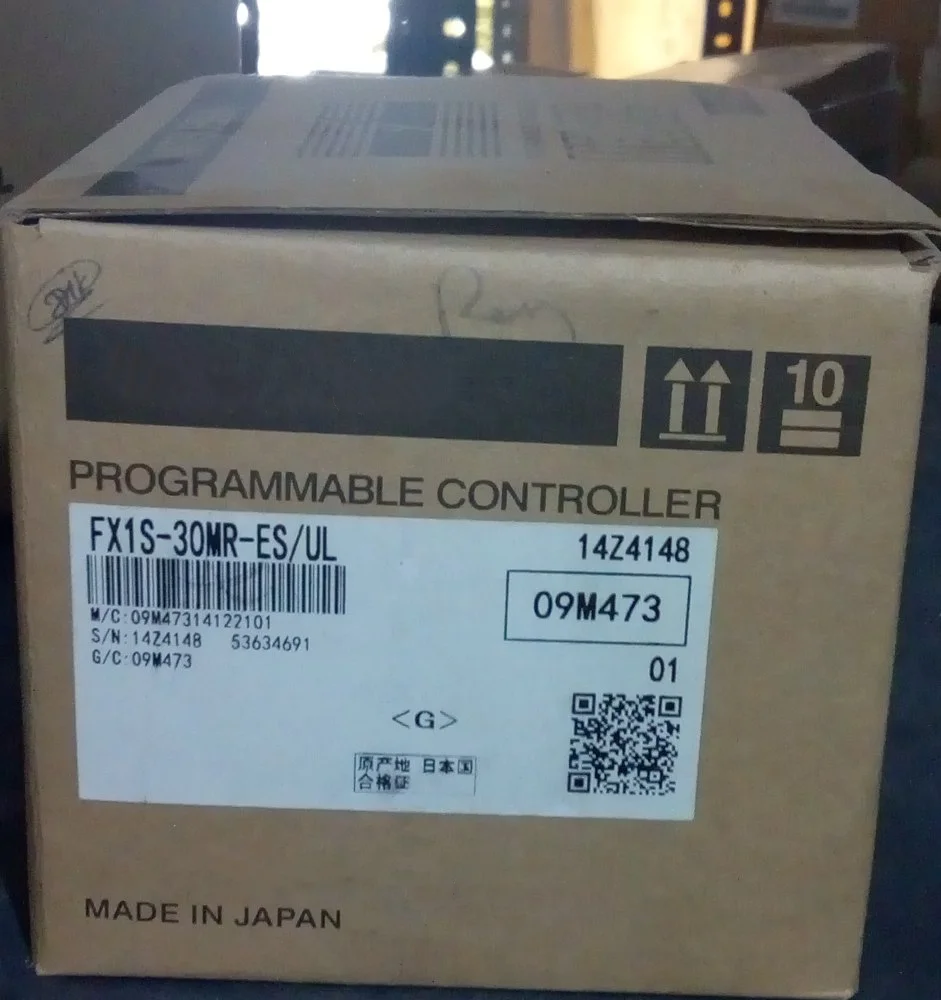 10
PROGRAMMABLE CONTROLLER
FX1S-30MR-ES/UL
14Z4148
M/C:09M47314122101
S/N:14Z4148 53634691
G/C:09M473
09M473
01
<G>
原产地 日本国
合格证
MADE IN JAPAN